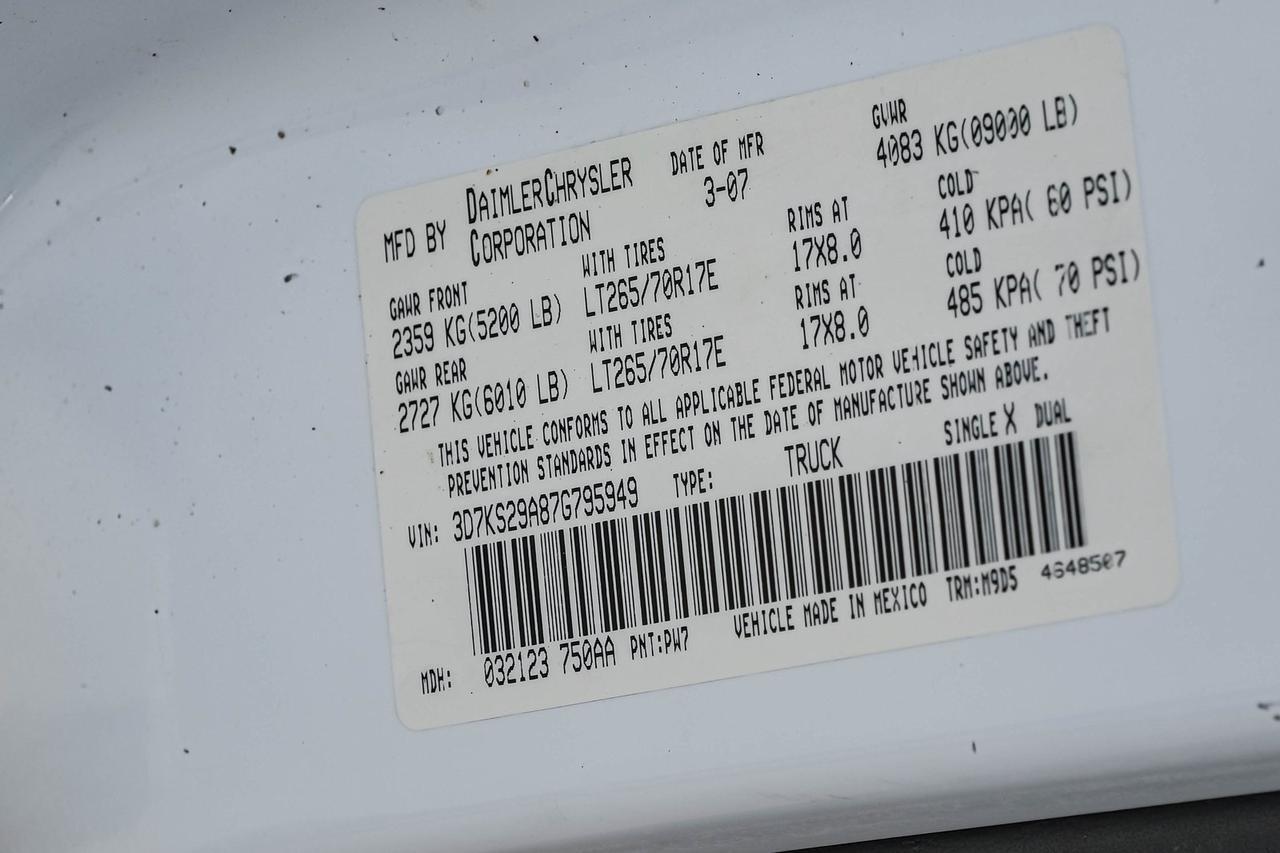 MFD BY DAIMLERCHRYSLER CORPORATION DATE OF MFR 3-07 GVWR 4083 KG(09000 LB)
GAWR FRONT WITH TIRES RIMS AT COLD
2359 KG(5200 LB) LT265/70R17E 17X8.0 410 KPA( 60 PSI)
GAWR REAR WITH TIRES RIMS AT COLD
2727 KG(6010 LB) LT265/70R17E 17X8.0 485 KPA( 70 PSI)
THIS VEHICLE CONFORMS TO ALL APPLICABLE FEDERAL MOTOR VEHICLE SAFETY AND THEFT
PREVENTION STANDARDS IN EFFECT ON THE DATE OF MANUFACTURE SHOWN ABOVE.
VIN: 3D7KS29A87G795949 TYPE: TRUCK SINGLE X DUAL
MDH: 032123 750AA PNT:PW7 VEHICLE MADE IN MEXICO TRM:M9D5 4648507